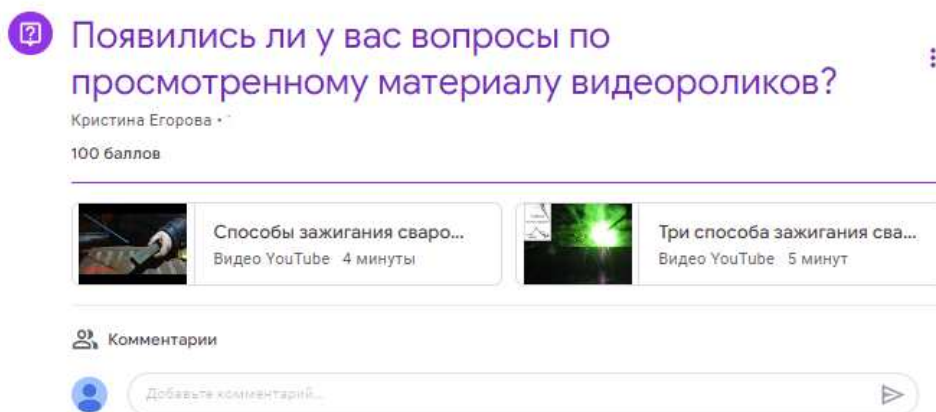 Появились ли у вас вопросы по
просмотренному материалу видеороликов?
Кристина Егорова •
100 баллов
Способы зажигания сваро...
Видео YouTube 4 минуты
Три способа зажигания сва...
Видео YouTube 5 минут
Комментарии
Добавьте комментарий...